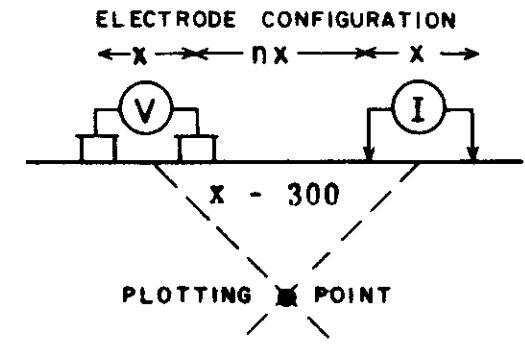 ELECTRODE CONFIGURATION
x nx x
V I
x - 300
PLOTTING POINT